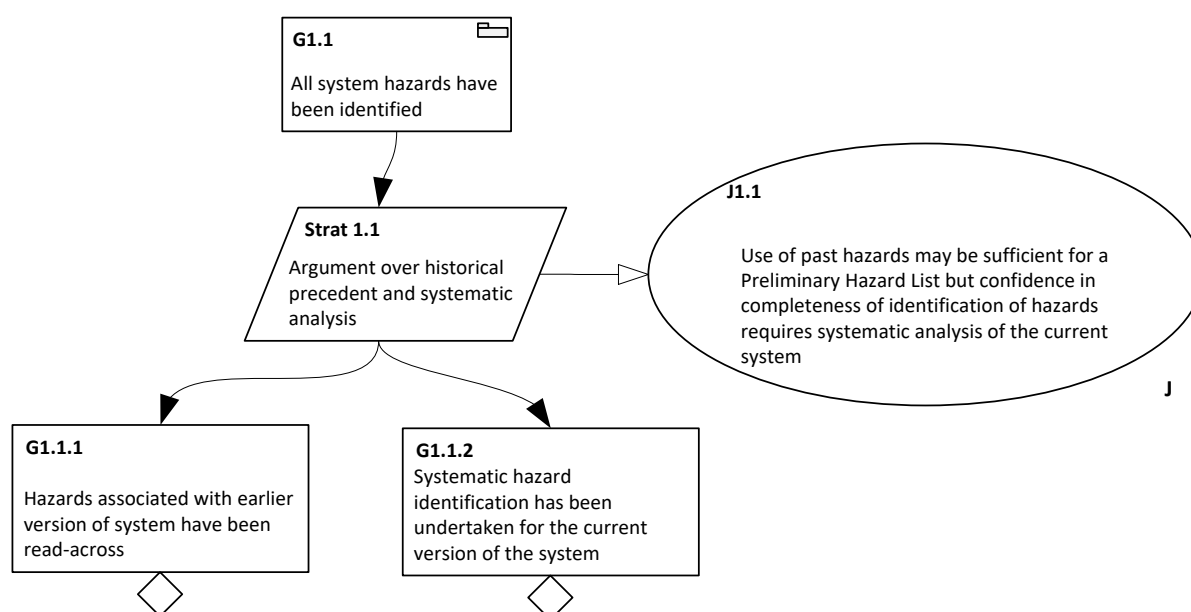 G1.1
All system hazards have
been identified
Strat 1.1
Argument over historical
precedent and systematic
analysis
J1.1
Use of past hazards may be sufficient for a
Preliminary Hazard List but confidence in
completeness of identification of hazards
requires systematic analysis of the current
system
J
G1.1.1
Hazards associated with earlier
version of system have been
read-across
G1.1.2
Systematic hazard
identification has been
undertaken for the current
version of the system